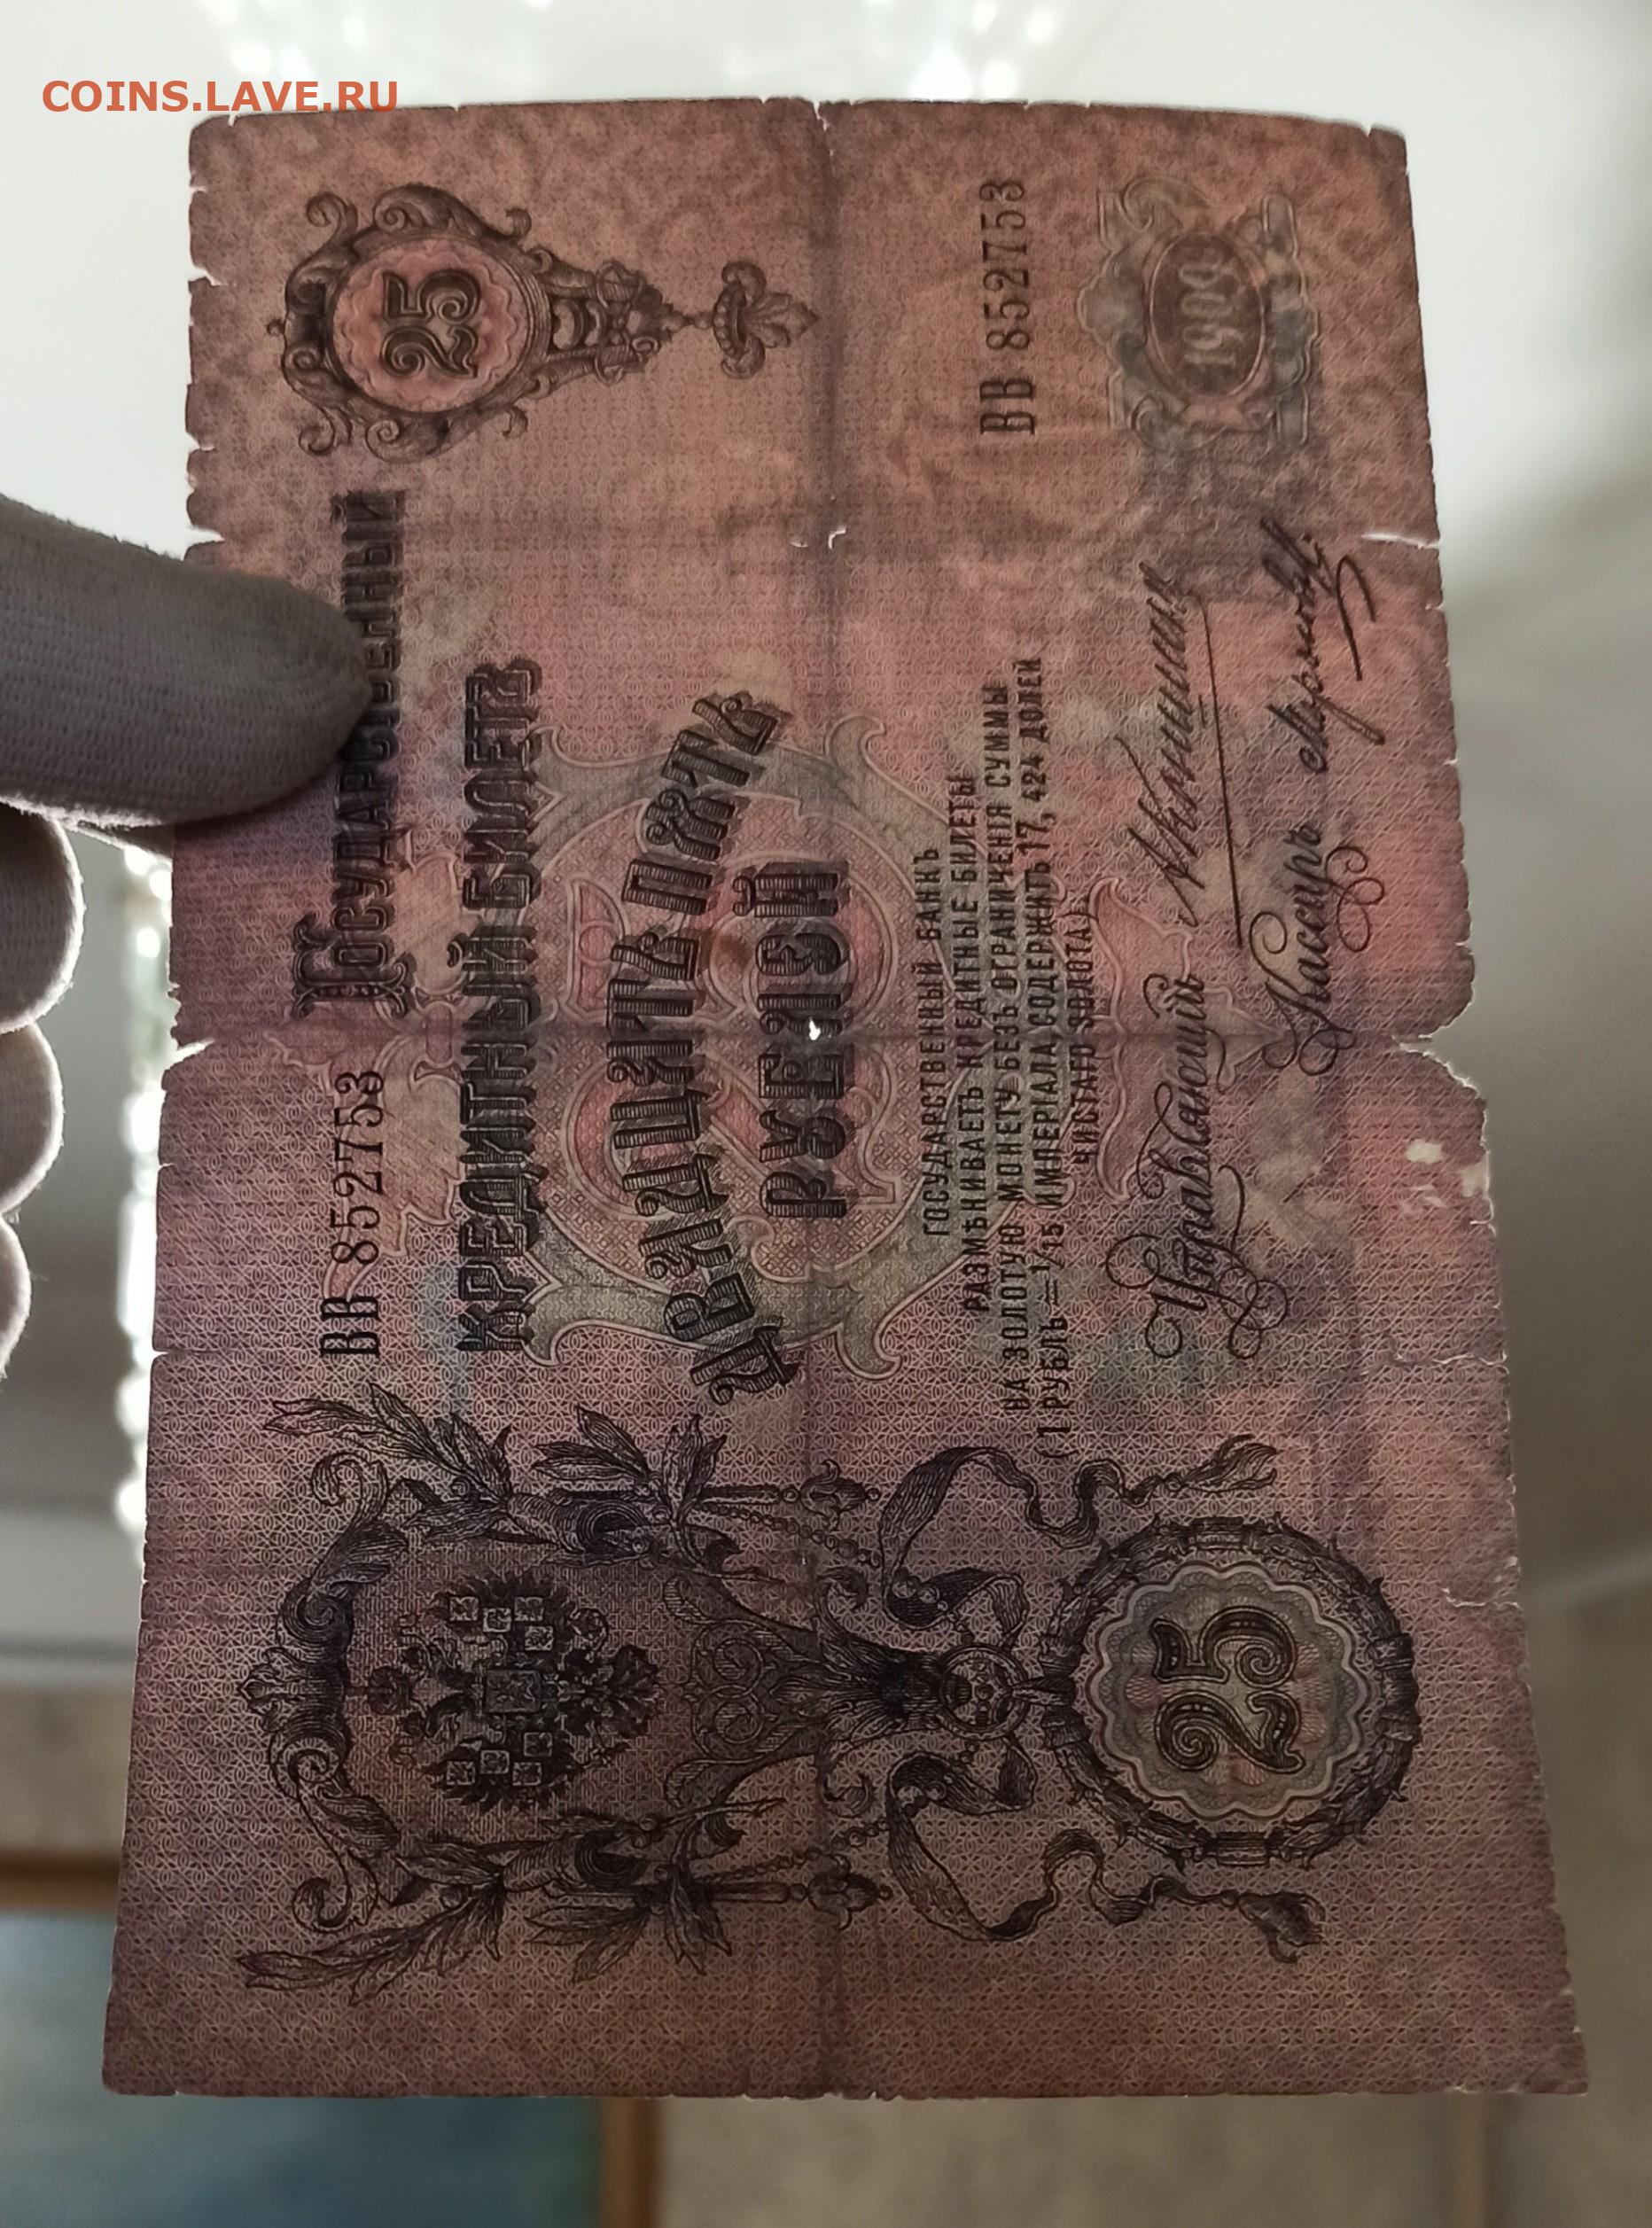 COINS.LAVE.RU
25
ВВ 852753
Государственный
КРЕДИТНЫЙ БИЛЕТЪ
ДВАДЦАТЬ ПЯТЬ
РУБЛЕЙ
ГОСУДАРСТВЕННЫЙ БАНКЪ
РАЗМѢНИВАЕТЪ КРЕДИТНЫЕ БИЛЕТЫ
НА ЗОЛОТУЮ МОНЕТУ БЕЗЪ ОГРАНИЧЕНІЯ СУММЫ
(1 РУБЛЬ = 1/15 ИМПЕРІАЛА, СОДЕРЖИТЪ 17,424 ДОЛЕЙ
ЧИСТАГО ЗОЛОТА).
ВВ 852753
Управляющій АКоншин
Кассиръ
1909
25